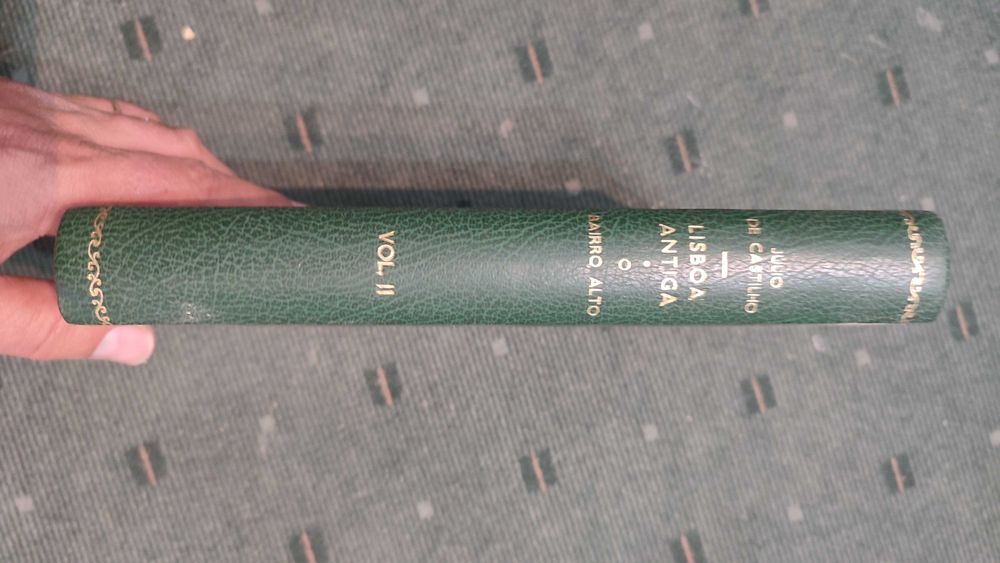 JULIO
DE CASTILHO
LISBOA
ANTIGA
O
BAIRRO ALTO
VOL. II